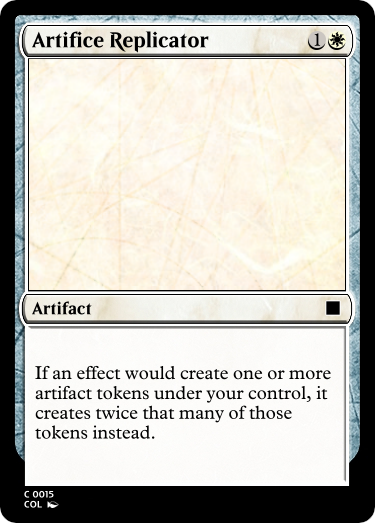 Artifice Replicator 1
Artifact
If an effect would create one or more
artifact tokens under your control, it
creates twice that many of those
tokens instead.
C 0015
COL